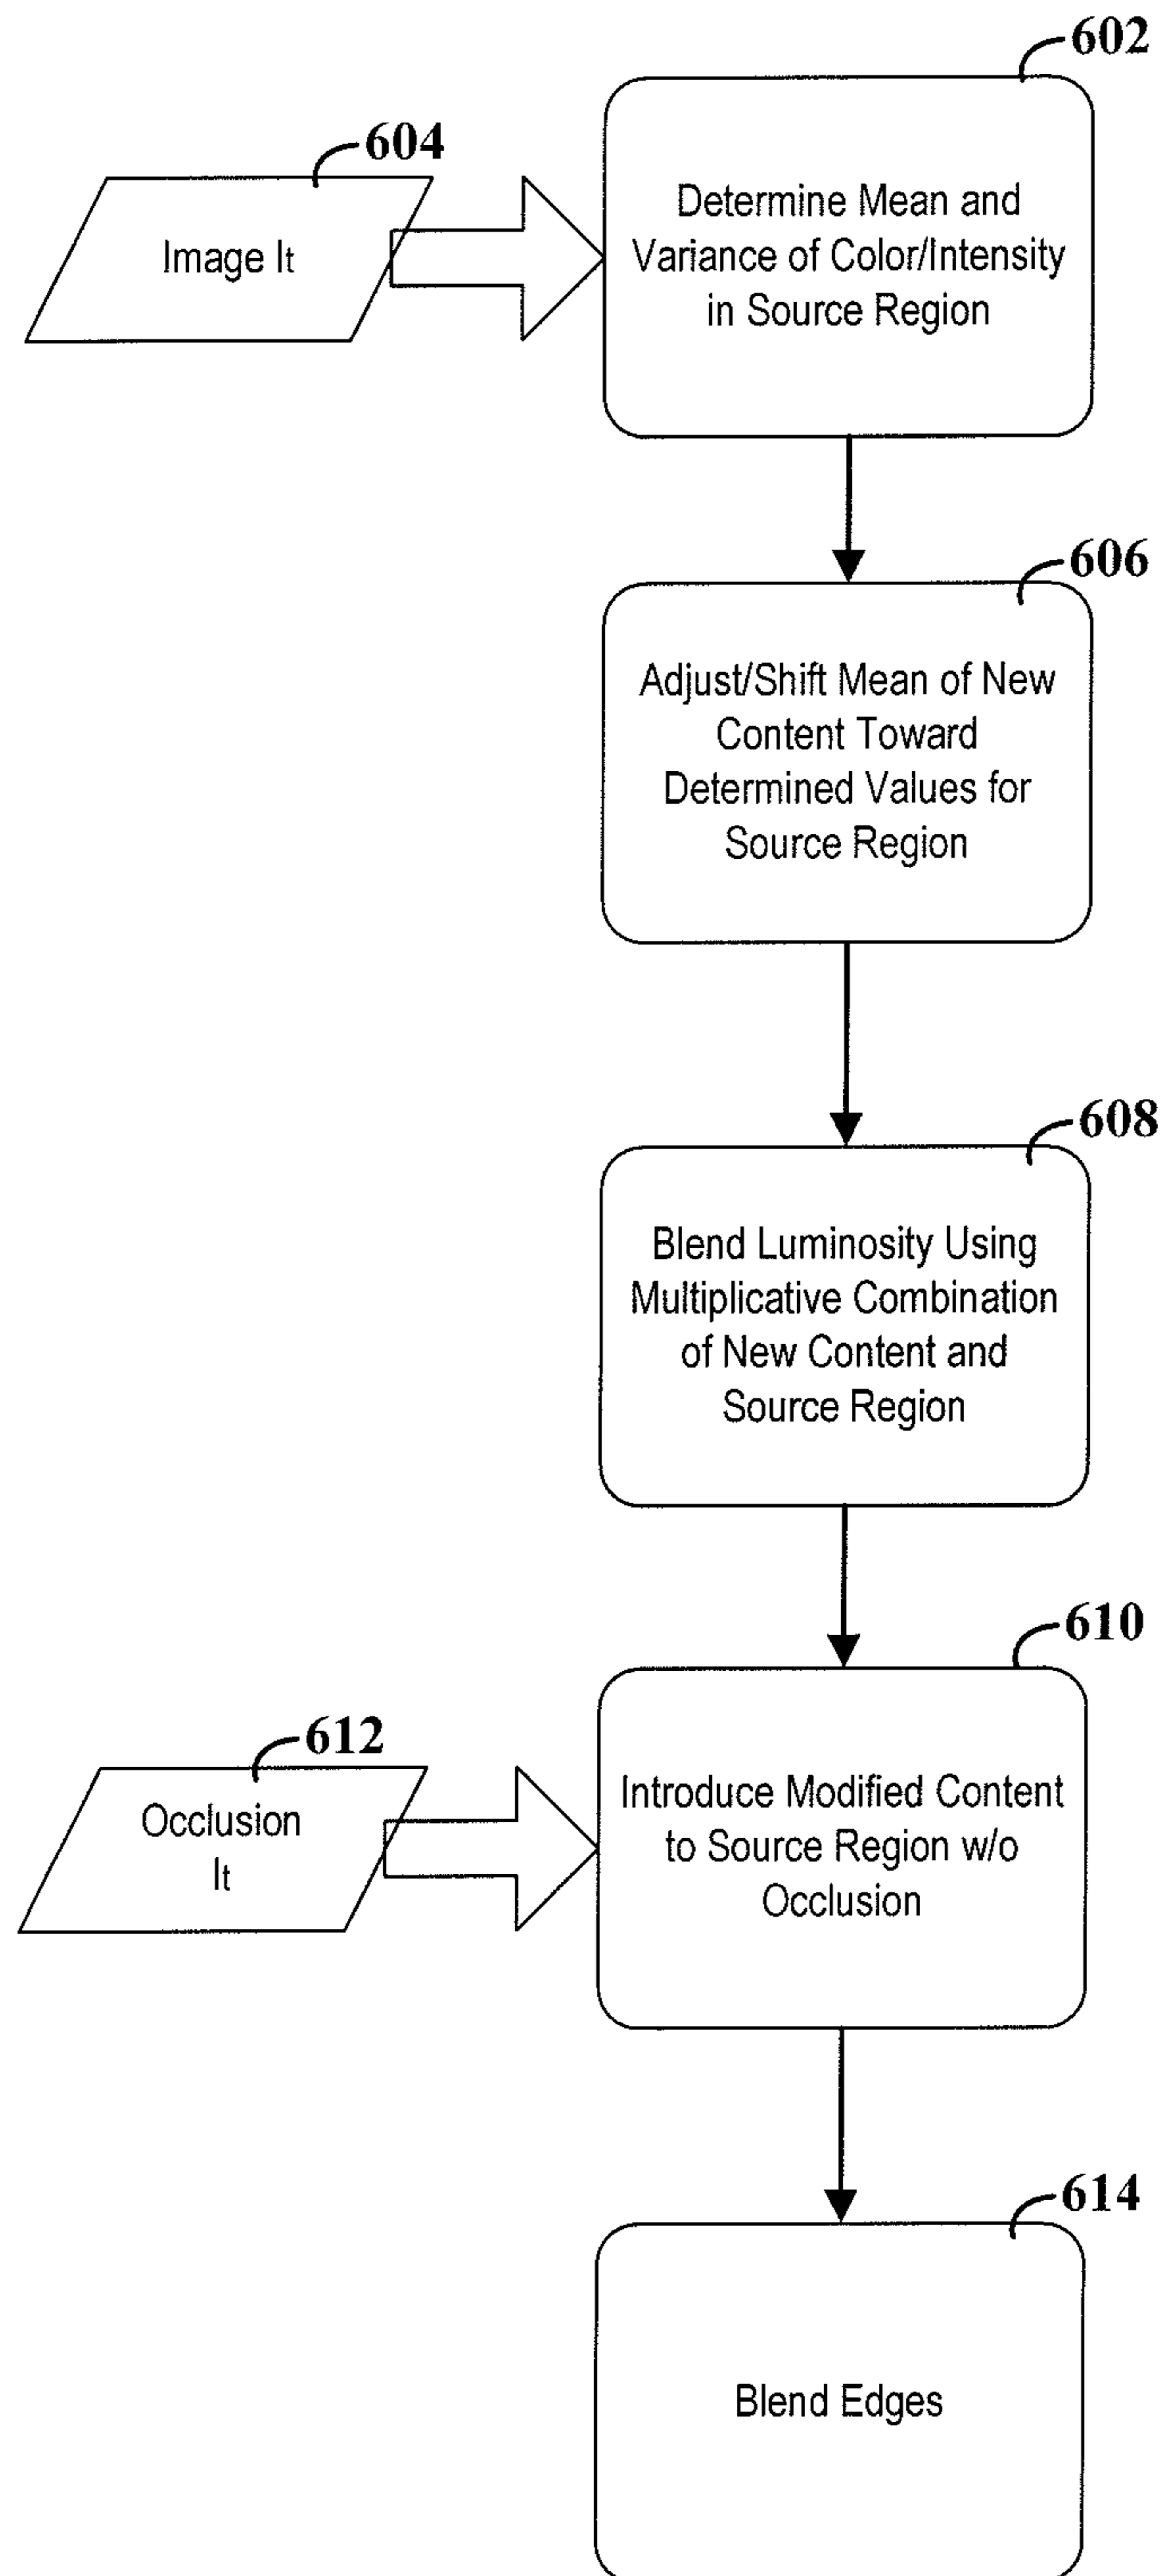 602
604
Image It
Determine Mean and
Variance of Color/Intensity
in Source Region
606
Adjust/Shift Mean of New
Content Toward
Determined Values for
Source Region
608
Blend Luminosity Using
Multiplicative Combination
of New Content and
Source Region
610
612
Occlusion
It
Introduce Modified Content
to Source Region w/o
Occlusion
614
Blend Edges